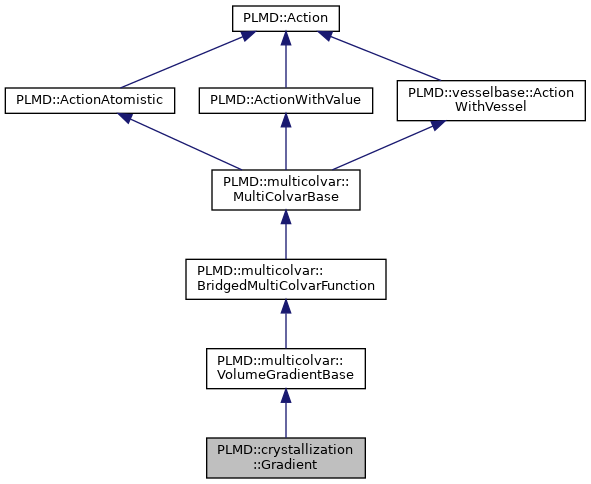 PLMD::Action
PLMD::ActionAtomistic
PLMD::ActionWithValue
PLMD::vesselbase::Action
WithVessel
PLMD::multicolvar::
MultiColvarBase
PLMD::multicolvar::
BridgedMultiColvarFunction
PLMD::multicolvar::
VolumeGradientBase
PLMD::crystallization
::Gradient